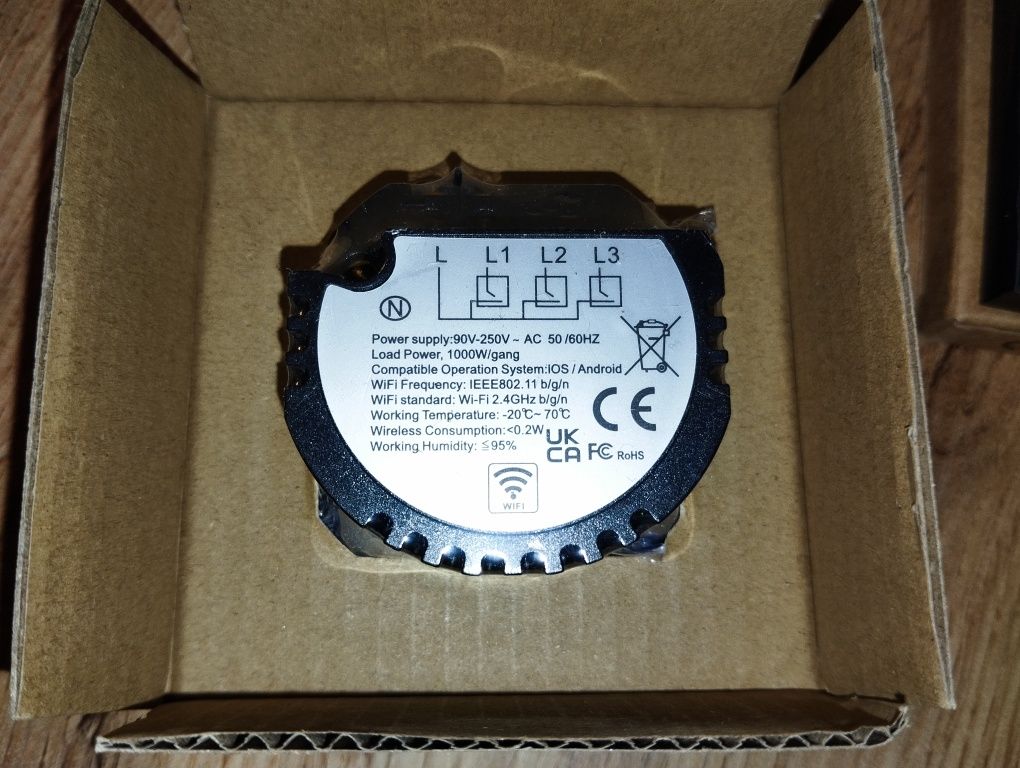 L L1 L2 L3
N
Power supply:90V-250V ~ AC 50 /60HZ
Load Power, 1000W/gang
Compatible Operation System:iOS / Android
WiFi Frequency: IEEE802.11 b/g/n
WiFi standard: Wi-Fi 2.4GHz b/g/n
Working Temperature: -20℃~ 70℃
Wireless Consumption:<0.2W
Working Humidity: ≦95%
CE
UK
CA FC RoHS
WIFI